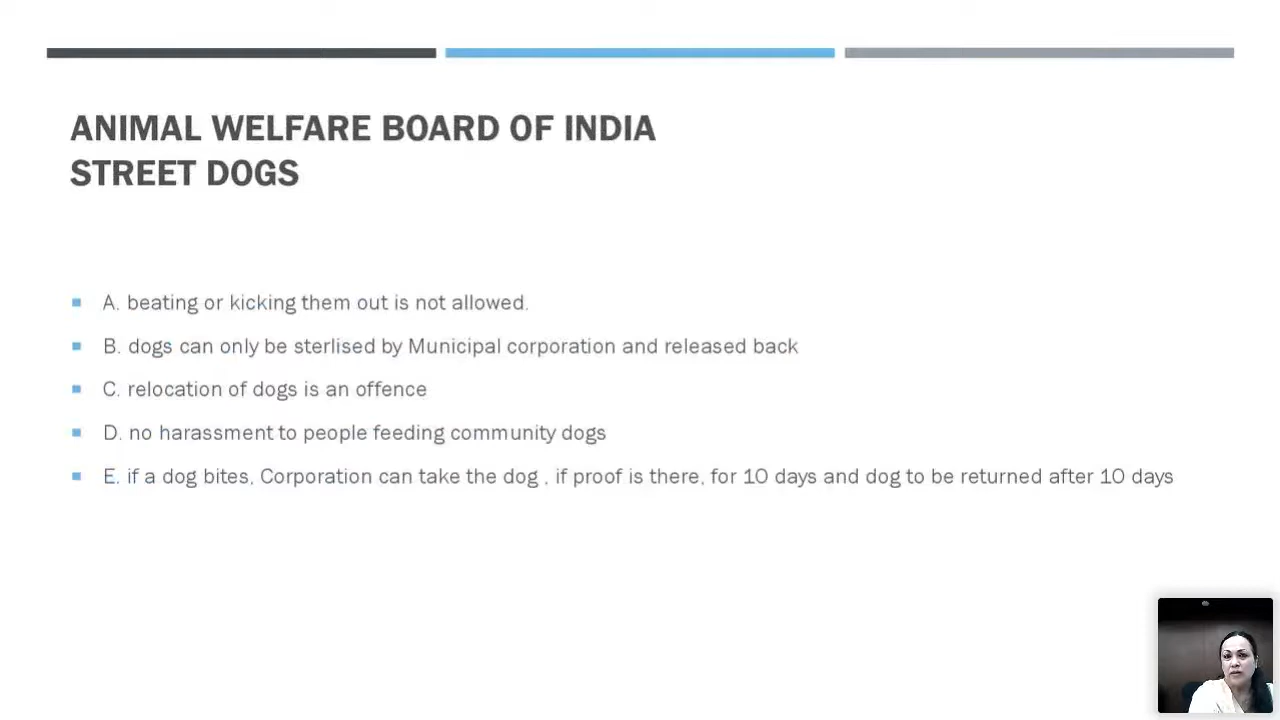 ANIMAL WELFARE BOARD OF INDIA
STREET DOGS
A. beating or kicking them out is not allowed.
B. dogs can only be sterlised by Municipal corporation and released back
C. relocation of dogs is an offence
D. no harassment to people feeding community dogs
E. if a dog bites, Corporation can take the dog , if proof is there, for 10 days and dog to be returned after 10 days